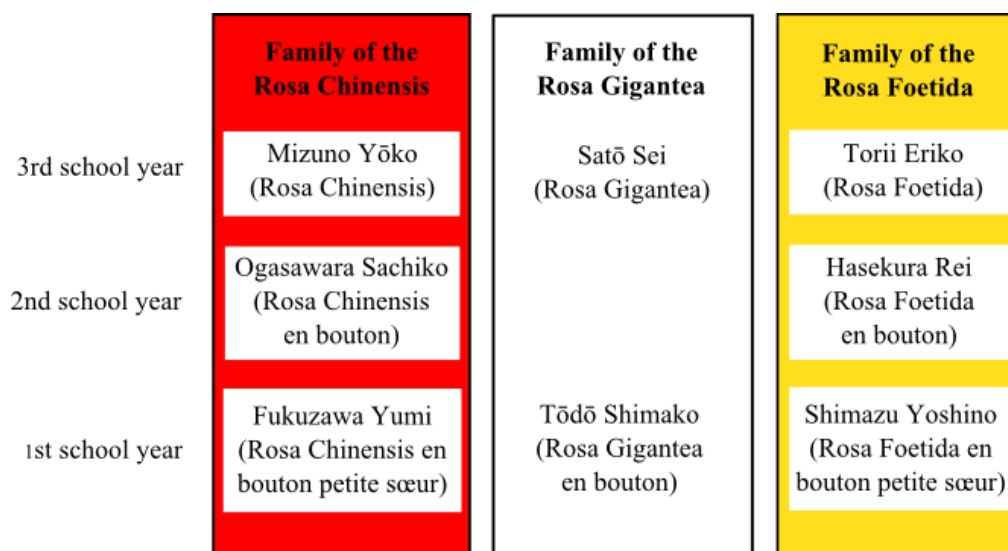 Family of the
Rosa Chinensis
Family of the
Rosa Gigantea
Family of the
Rosa Foetida
3rd school year
Mizuno Yōko
(Rosa Chinensis)
Satō Sei
(Rosa Gigantea)
Torii Eriko
(Rosa Foetida)
2nd school year
Ogasawara Sachiko
(Rosa Chinensis
en bouton)
Hasekura Rei
(Rosa Foetida
en bouton)
1st school year
Fukuzawa Yumi
(Rosa Chinensis en
bouton petite sœur)
Tōdō Shimako
(Rosa Gigantea
en bouton)
Shimazu Yoshino
(Rosa Foetida en
bouton petite sœur)